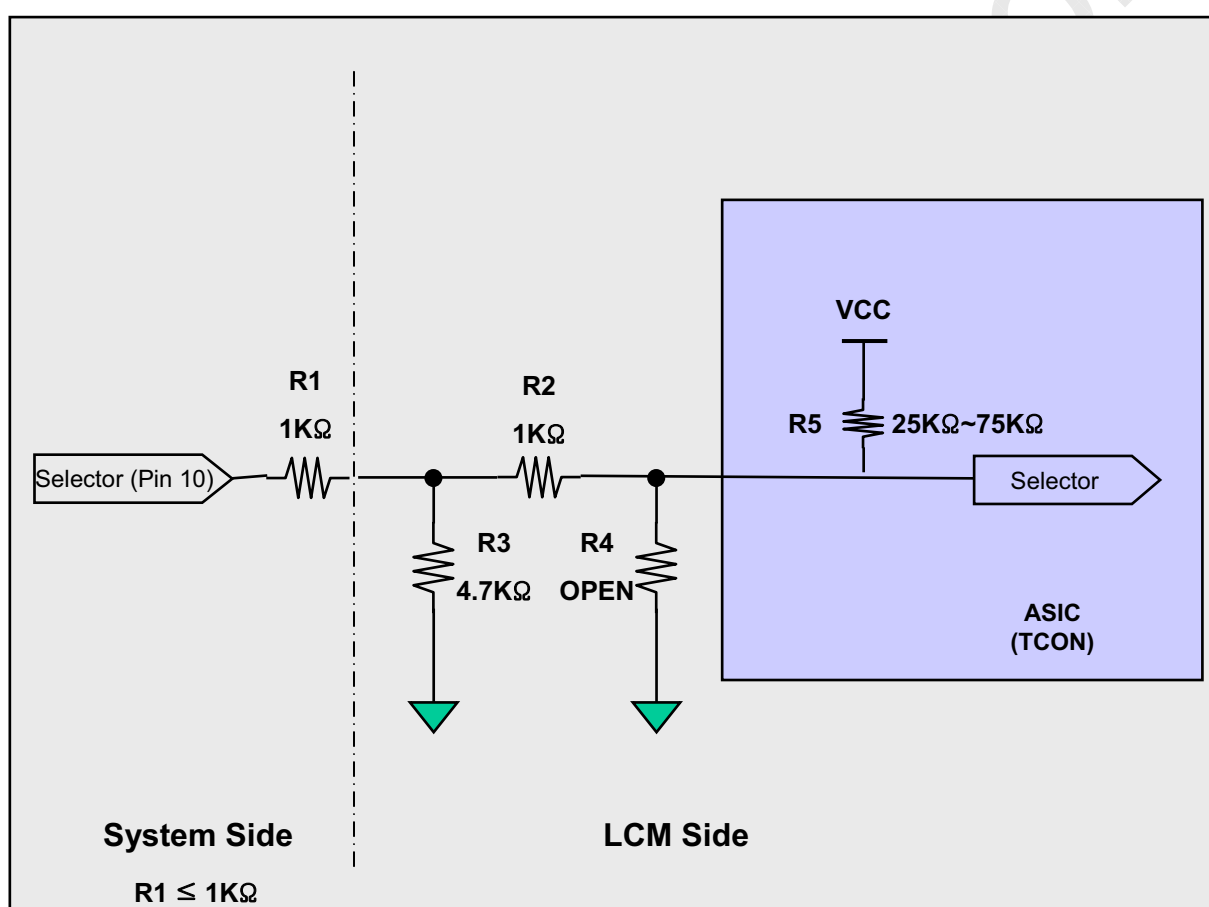 VCC
R1
1KΩ
R2
1KΩ
R5 25KΩ~75KΩ
Selector (Pin 10)
Selector
R3
4.7KΩ
R4
OPEN
ASIC
(TCON)
System Side
LCM Side
R1 ≤ 1KΩ